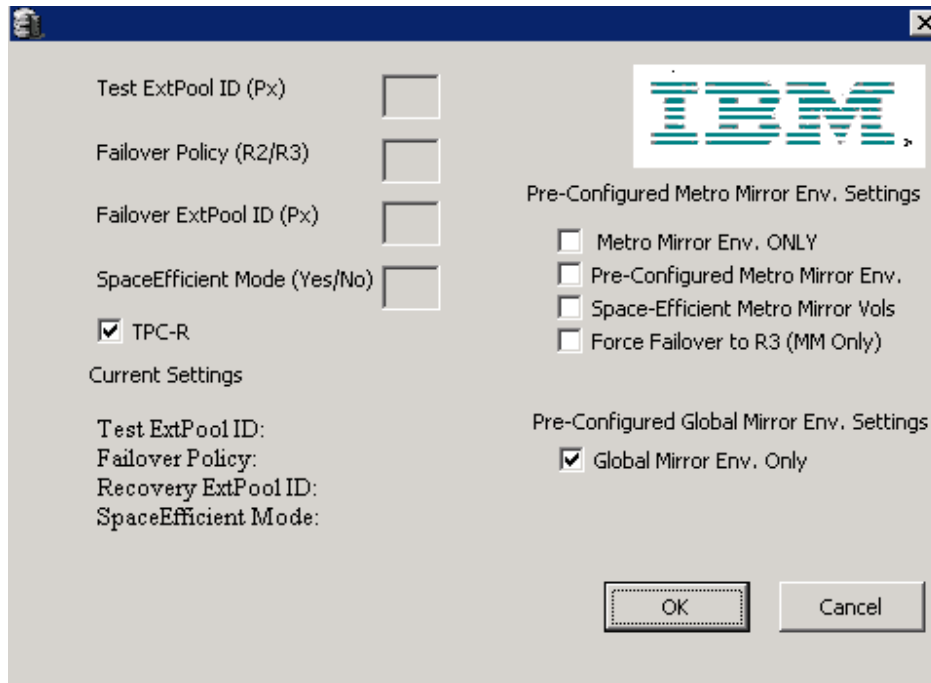 Test ExtPool ID (Px)
Failover Policy (R2/R3)
Failover ExtPool ID (Px)
SpaceEfficient Mode (Yes/No)
TPC-R
Current Settings
Test ExtPool ID:
Failover Policy:
Recovery ExtPool ID:
SpaceEfficient Mode:
IBM
Pre-Configured Metro Mirror Env. Settings
Metro Mirror Env. ONLY
Pre-Configured Metro Mirror Env.
Space-Efficient Metro Mirror Vols
Force Failover to R3 (MM Only)
Pre-Configured Global Mirror Env. Settings
Global Mirror Env. Only
OK
Cancel